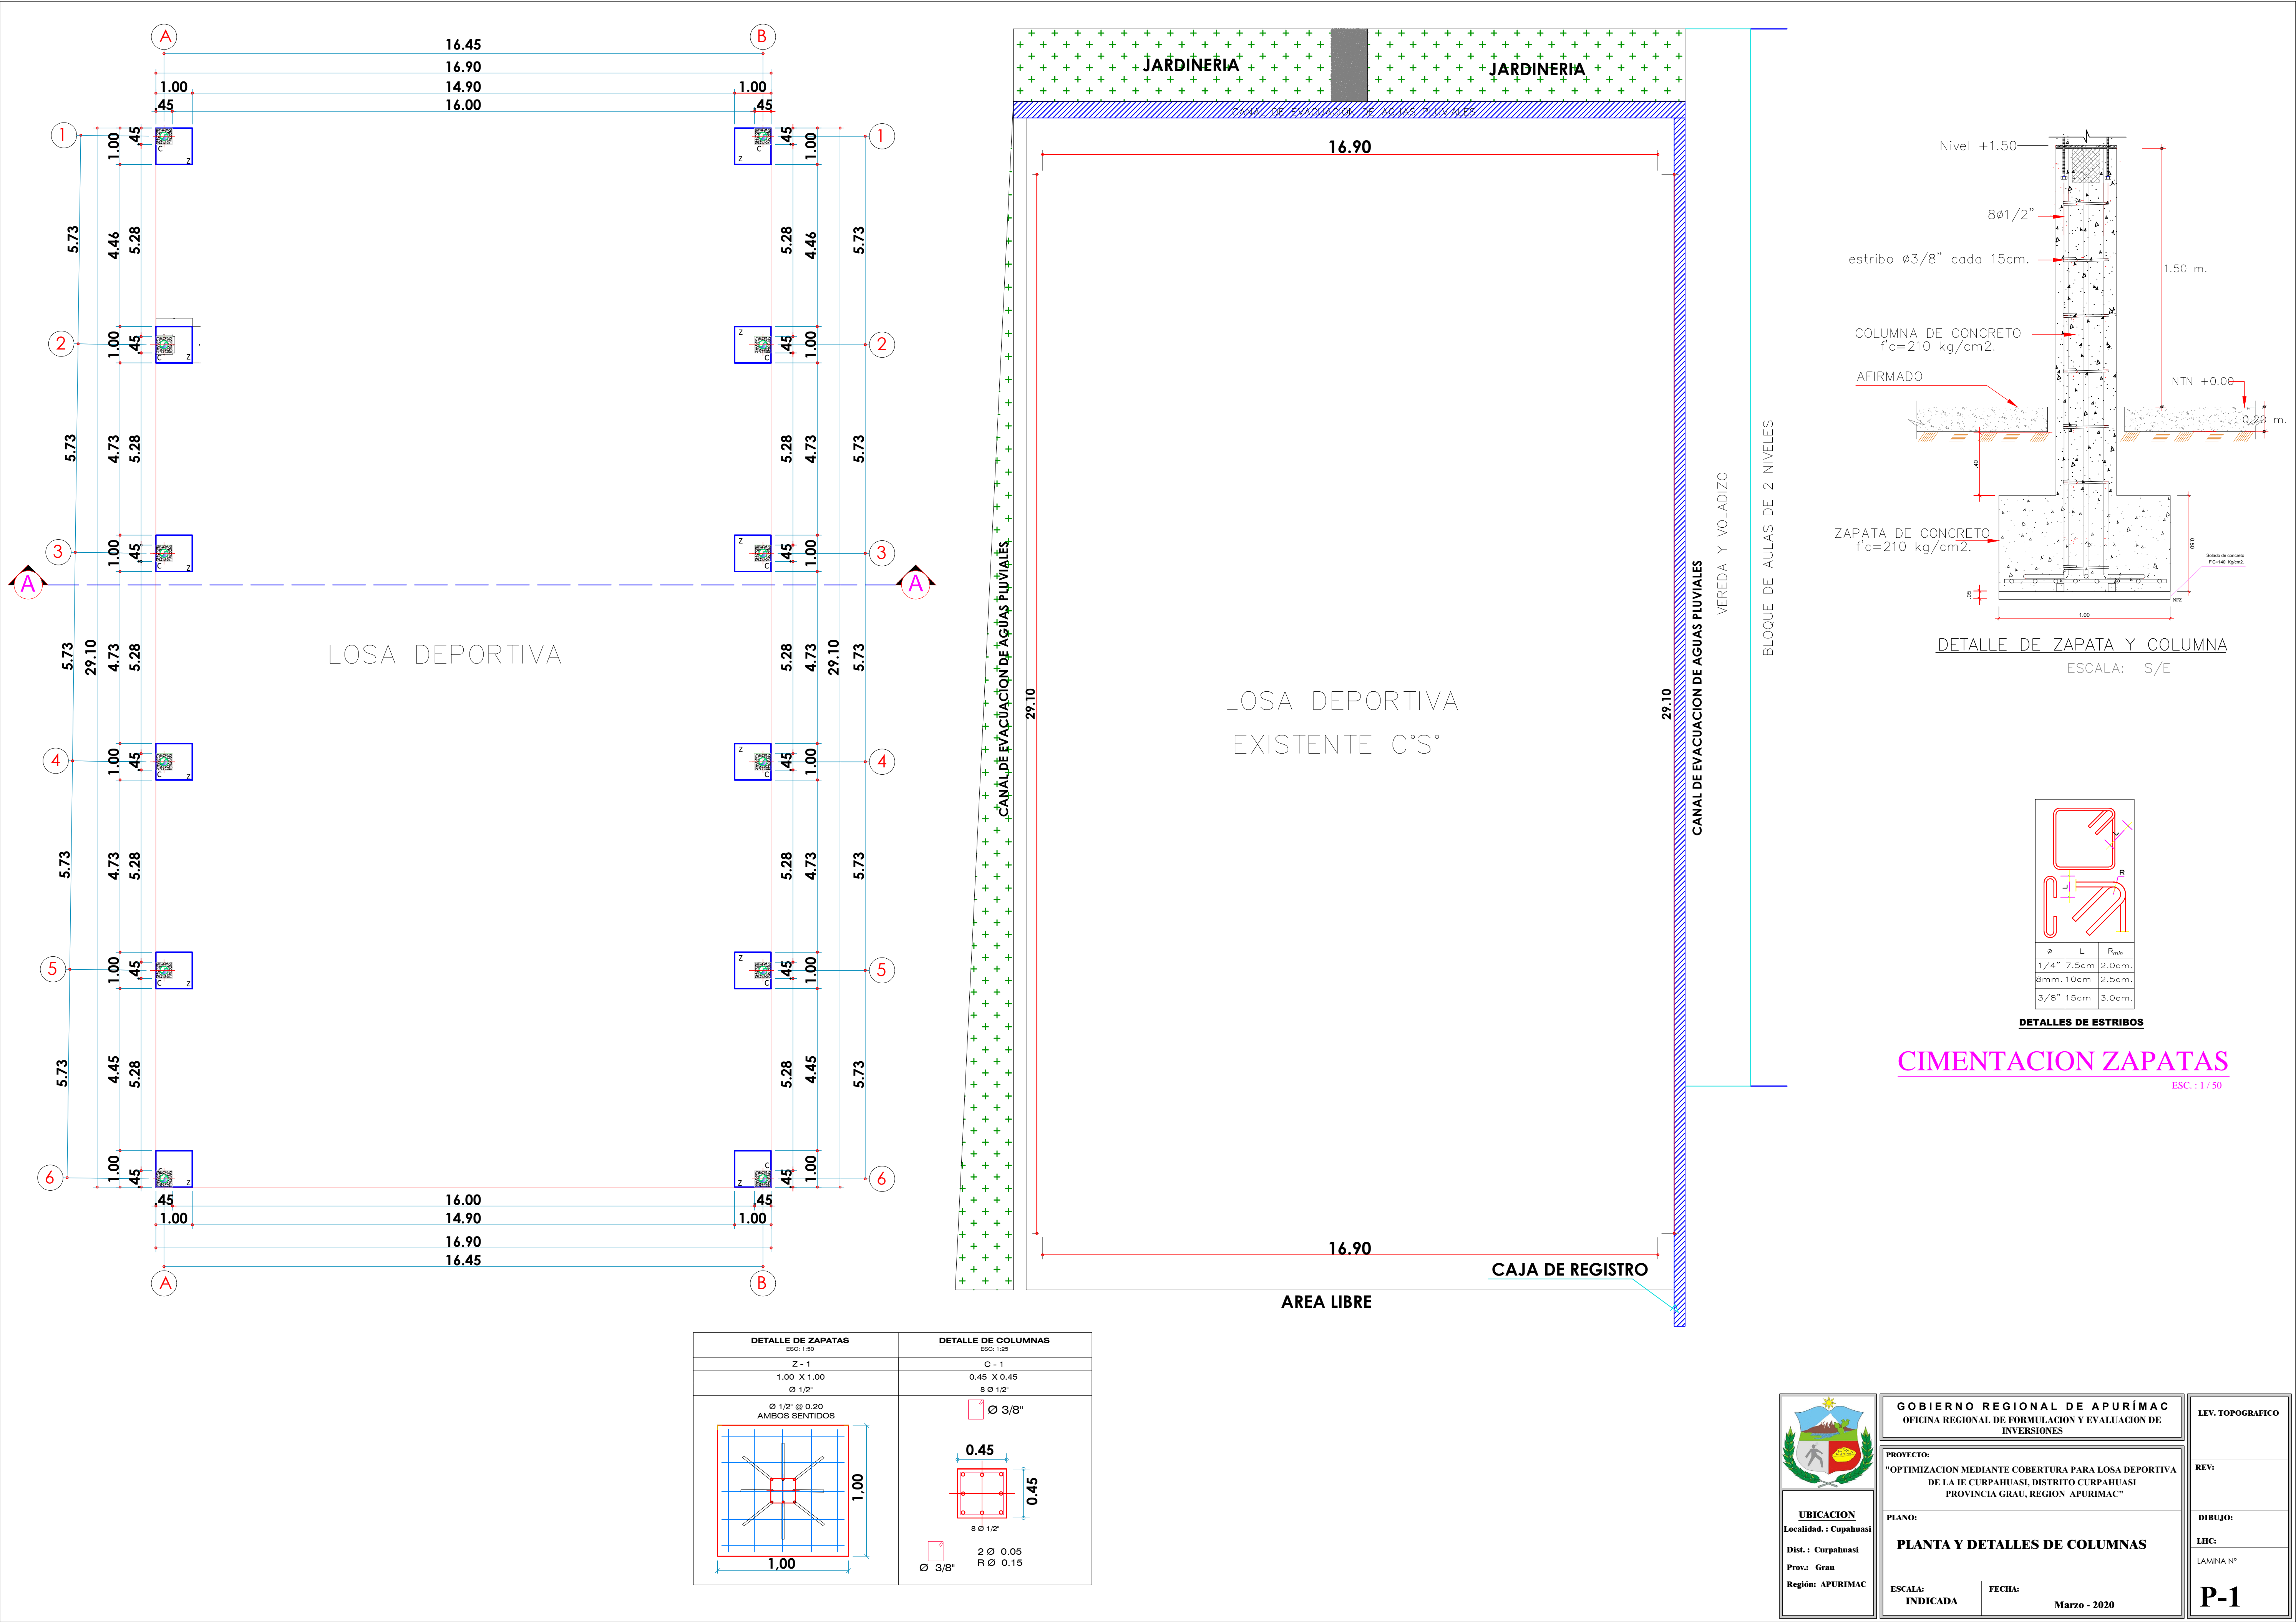 A
B
16.45
16.90
1.00
14.90
1.00
.45
16.00
.45
1
.45
1.00
C
Z
C
Z
.45
1.00
1
5.73
4.46
5.28
5.28
4.46
5.73
2
1.00
.45
C
Z
Z
C
.45
1.00
2
5.73
4.73
5.28
5.28
4.73
5.73
3
1.00
.45
C
Z
Z
C
.45
1.00
3
A
A
LOSA DEPORTIVA
5.73
29.10
4.73
5.28
5.28
4.73
29.10
5.73
4
1.00
.45
C
Z
Z
C
.45
1.00
4
5.73
4.73
5.28
5.28
4.73
5.73
5
1.00
.45
C
Z
Z
C
.45
1.00
5
5.73
4.45
5.28
5.28
4.45
5.73
6
1.00
.45
C
Z
C
Z
.45
1.00
6
.45
16.00
.45
1.00
14.90
1.00
16.90
16.45
A
B
JARDINERIA
JARDINERIA
CANAL DE EVACUACION DE AGUAS PLUVIALES
16.90
CANAL DE EVACUACION DE AGUAS PLUVIALES
29.10
LOSA DEPORTIVA
EXISTENTE C°S°
29.10
CANAL DE EVACUACION DE AGUAS PLUVIALES
VEREDA Y VOLADIZO
BLOQUE DE AULAS DE 2 NIVELES
16.90
CAJA DE REGISTRO
AREA LIBRE
Nivel +1.50
8Ø1/2"
estribo Ø3/8" cada 15cm.
1.50 m.
COLUMNA DE CONCRETO
f'c=210 kg/cm2.
AFIRMADO
NTN +0.00
0.20 m.
.40
ZAPATA DE CONCRETO
f'c=210 kg/cm2.
0.50
Solado de concreto
F'C=140 Kg/cm2.
.05
NFZ
1.00
DETALLE DE ZAPATA Y COLUMNA
ESCALA: S/E
L
R
L
Ø L Rmin
1/4" 7.5cm 2.0cm.
8mm. 10cm 2.5cm.
3/8" 15cm 3.0cm.
DETALLES DE ESTRIBOS
CIMENTACION ZAPATAS
ESC. : 1 / 50
DETALLE DE ZAPATAS
ESC: 1:50
Z - 1
1.00 X 1.00
Ø 1/2"
Ø 1/2" @ 0.20
AMBOS SENTIDOS
1,00
1,00
DETALLE DE COLUMNAS
ESC: 1:25
C - 1
0.45 X 0.45
8 Ø 1/2"
Ø 3/8"
0.45
0.45
8 Ø 1/2"
Ø 3/8"
2 Ø 0.05
R Ø 0.15
GOBIERNO REGIONAL DE APURÍMAC
OFICINA REGIONAL DE FORMULACION Y EVALUACION DE
INVERSIONES
PROYECTO:
"OPTIMIZACION MEDIANTE COBERTURA PARA LOSA DEPORTIVA
DE LA IE CURPAHUASI, DISTRITO CURPAHUASI
PROVINCIA GRAU, REGION APURIMAC"
UBICACION
Localidad. : Cupahuasi
Dist. : Curpahuasi
Prov.: Grau
Región: APURIMAC
PLANO:
PLANTA Y DETALLES DE COLUMNAS
ESCALA:
INDICADA
FECHA:
Marzo - 2020
LEV. TOPOGRAFICO
REV:
DIBUJO:
LHC:
LAMINA N°
P-1